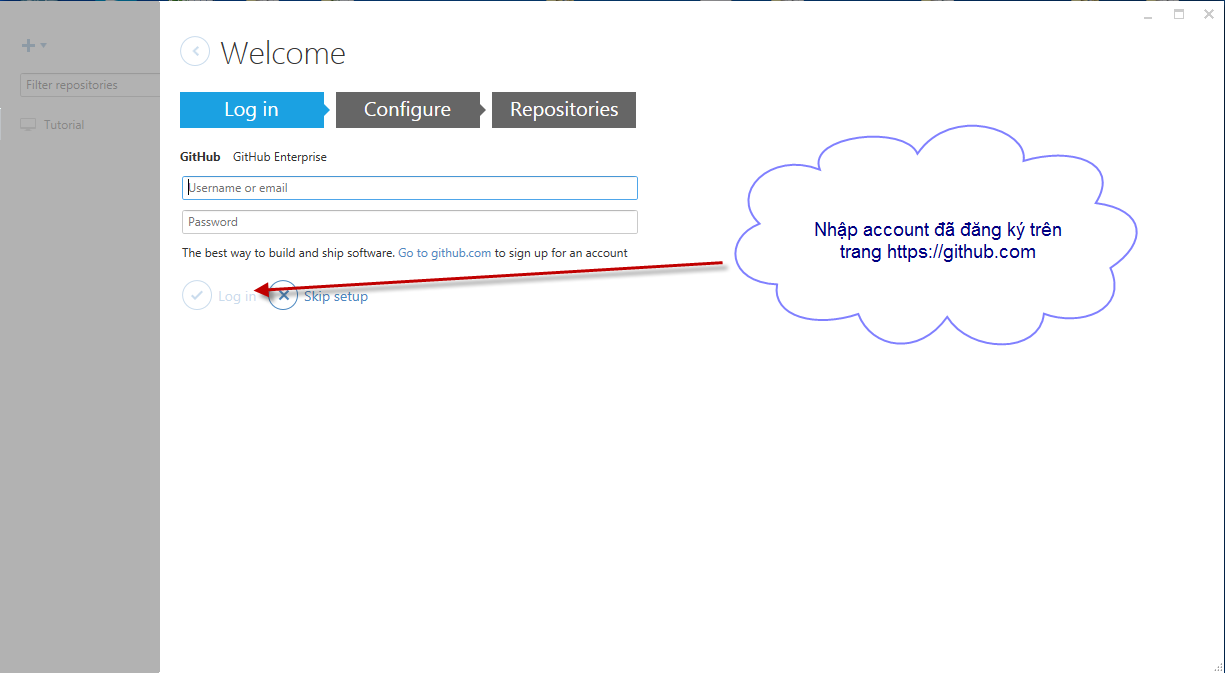 Welcome
Filter repositories
Tutorial
Log in
Configure
Repositories
GitHub
GitHub Enterprise
Username or email
Password
The best way to build and ship software. Go to github.com to sign up for an account
Log in
Skip setup
Nhập account đã đăng ký trên
trang https://github.com